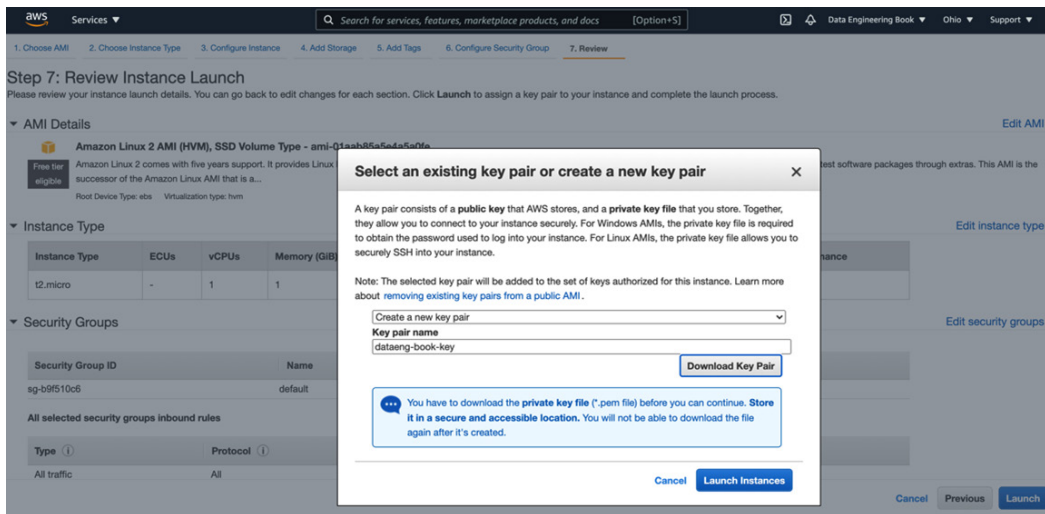 aws Services ▼ Search for services, features, marketplace products, and docs [Option+S] Data Engineering Book ▼ Ohio ▼ Support ▼
1. Choose AMI 2. Choose Instance Type 3. Configure Instance 4. Add Storage 5. Add Tags 6. Configure Security Group 7. Review
Step 7: Review Instance Launch
Please review your instance launch details. You can go back to edit changes for each section. Click Launch to assign a key pair to your instance and complete the launch process.
AMI Details Edit AMI
Amazon Linux 2 AMI (HVM), SSD Volume Type - ami-01aab85a5e4a5a0fe
Free tier eligible
Amazon Linux 2 comes with five years support. It provides Linux
test software packages through extras. This AMI is the
successor of the Amazon Linux AMI that is a...
Root Device Type: ebs Virtualization type: hvm
Instance Type Edit instance type
Instance Type ECUs vCPUs Memory (GiB) mance
t2.micro - 1 1
Security Groups Edit security groups
Security Group ID Name
sg-b9f510c6 default
All selected security groups inbound rules
Type Protocol
All traffic All
Select an existing key pair or create a new key pair
A key pair consists of a public key that AWS stores, and a private key file that you store. Together,
they allow you to connect to your instance securely. For Windows AMIs, the private key file is required
to obtain the password used to log into your instance. For Linux AMIs, the private key file allows you to
securely SSH into your instance.
Note: The selected key pair will be added to the set of keys authorized for this instance. Learn more
about removing existing key pairs from a public AMI.
Create a new key pair
Key pair name
dataeng-book-key
Download Key Pair
You have to download the private key file (*.pem file) before you can continue. Store
it in a secure and accessible location. You will not be able to download the file
again after it's created.
Cancel Launch Instances
Cancel Previous Launch